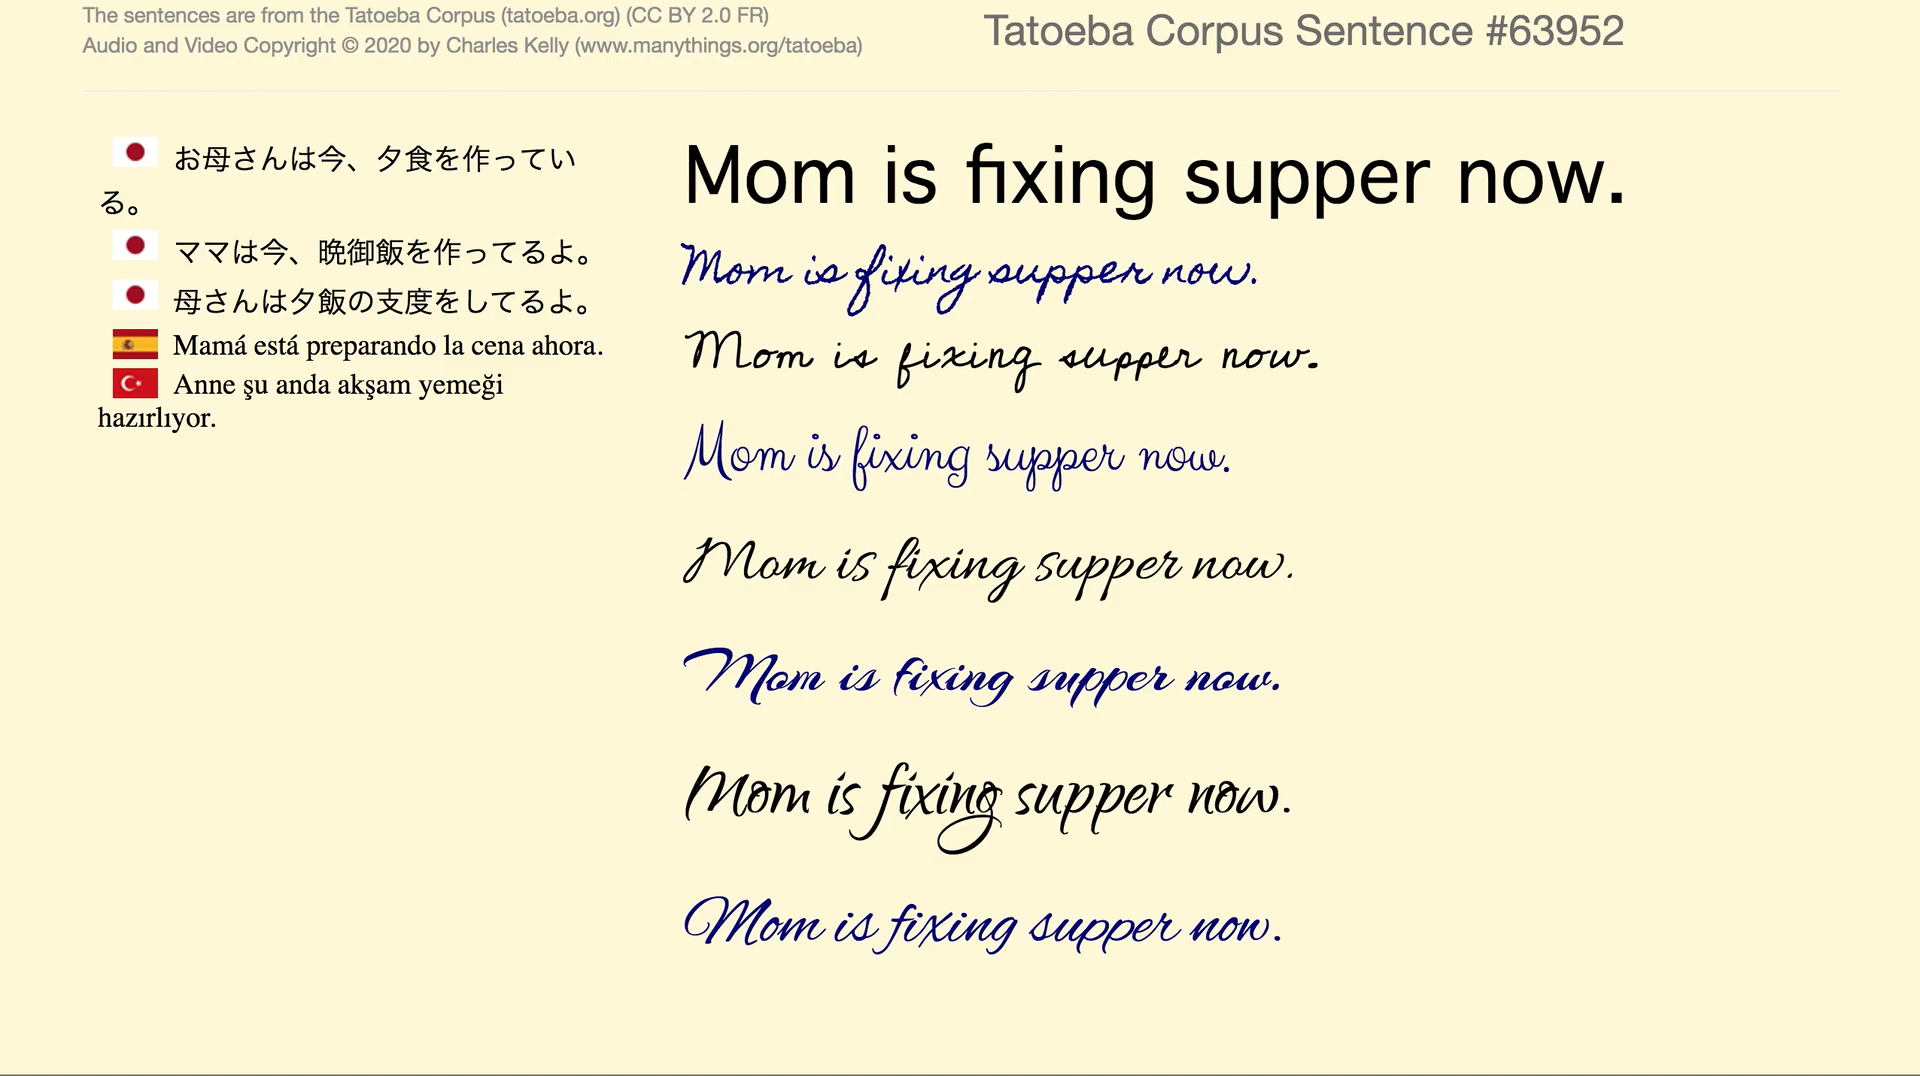 The sentences are from the Tatoeba Corpus (tatoeba.org) (CC BY 2.0 FR)
Audio and Video Copyright © 2020 by Charles Kelly (www.manythings.org/tatoeba)
Tatoeba Corpus Sentence #63952
お母さんは今、夕食を作ってい
る。
ママは今、晩御飯を作ってるよ。
母さんは夕飯の支度をしてるよ。
Mamá está preparando la cena ahora.
Anne şu anda akşam yemeği
hazırlıyor.
Mom is fixing supper now.
Mom is fixing supper now.
Mom is fixing supper now.
Mom is fixing supper now.
Mom is fixing supper now.
Mom is fixing supper now.
Mom is fixing supper now.
Mom is fixing supper now.